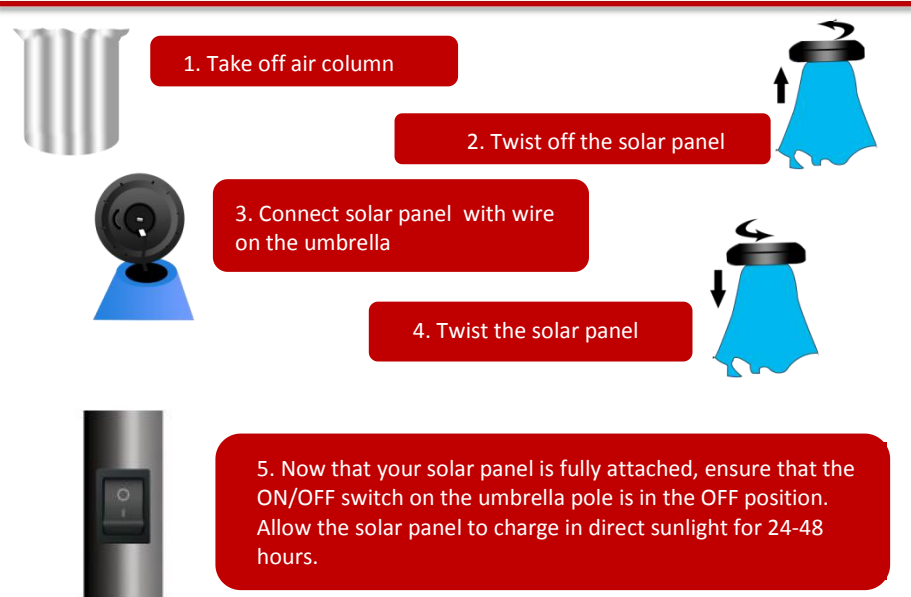 1. Take off air column
2. Twist off the solar panel
3. Connect solar panel with wire
on the umbrella
4. Twist the solar panel
5. Now that your solar panel is fully attached, ensure that the
ON/OFF switch on the umbrella pole is in the OFF position.
Allow the solar panel to charge in direct sunlight for 24-48
hours.